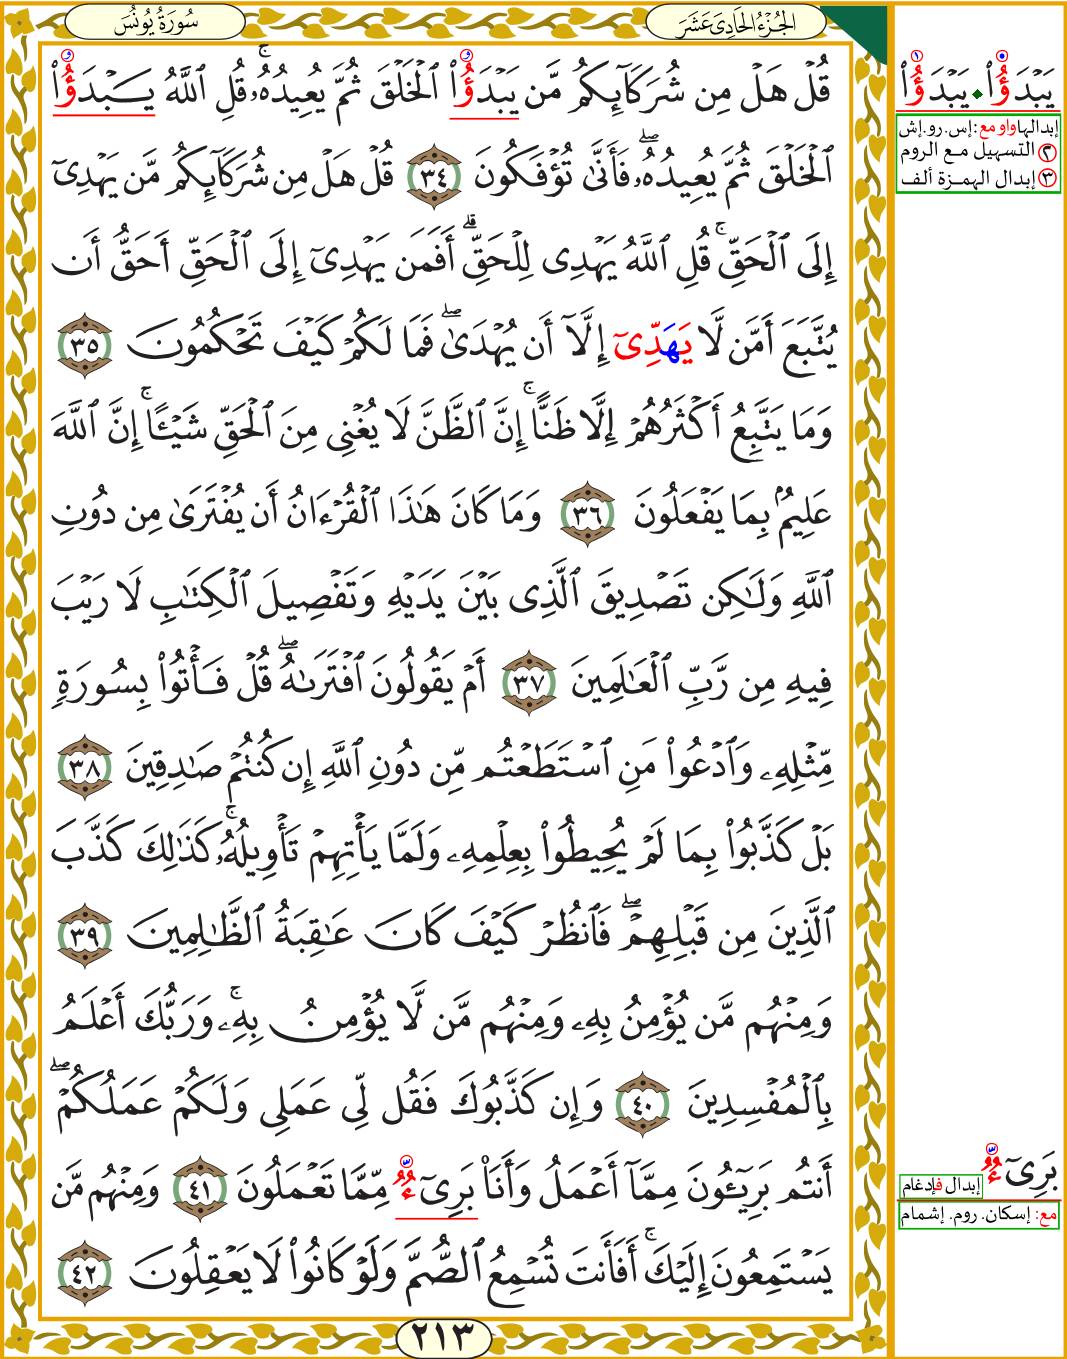 سُورَةُ يُونُسَ
الجُزْءُ الحَادِى عَشَرَ
قُلْ هَلْ مِن شُرَكَآئِكُم مَّن يَبْدَؤُا۟ ٱلْخَلْقَ ثُمَّ يُعِيدُهُۥ ۚ قُلِ ٱللَّهُ يَبْدَؤُا۟
ٱلْخَلْقَ ثُمَّ يُعِيدُهُۥ ۖ فَأَنَّىٰ تُؤْفَكُونَ ٣٤ قُلْ هَلْ مِن شُرَكَآئِكُم مَّن يَهْدِىٓ
إِلَى ٱلْحَقِّ ۚ قُلِ ٱللَّهُ يَهْدِى لِلْحَقِّ ۗ أَفَمَن يَهْدِىٓ إِلَى ٱلْحَقِّ أَحَقُّ أَن
يُتَّبَعَ أَمَّن لَّا يَهَدِّىٓ إِلَّآ أَن يُهْدَىٰ ۖ فَمَا لَكُمْ كَيْفَ تَحْكُمُونَ ٣٥
وَمَا يَتَّبِعُ أَكْثَرُهُمْ إِلَّا ظَنًّا ۚ إِنَّ ٱلظَّنَّ لَا يُغْنِى مِنَ ٱلْحَقِّ شَيْـًٔا ۚ إِنَّ ٱللَّهَ
عَلِيمٌۢ بِمَا يَفْعَلُونَ ٣٦ وَمَا كَانَ هَٰذَا ٱلْقُرْءَانُ أَن يُفْتَرَىٰ مِن دُونِ
ٱللَّهِ وَلَٰكِن تَصْدِيقَ ٱلَّذِى بَيْنَ يَدَيْهِ وَتَفْصِيلَ ٱلْكِتَٰبِ لَا رَيْبَ
فِيهِ مِن رَّبِّ ٱلْعَٰلَمِينَ ٣٧ أَمْ يَقُولُونَ ٱفْتَرَىٰهُ ۖ قُلْ فَأْتُوا۟ بِسُورَةٍ
مِّثْلِهِۦ وَٱدْعُوا۟ مَنِ ٱسْتَطَعْتُم مِّن دُونِ ٱللَّهِ إِن كُنتُمْ صَٰدِقِينَ ٣٨
بَلْ كَذَّبُوا۟ بِمَا لَمْ يُحِيطُوا۟ بِعِلْمِهِۦ وَلَمَّا يَأْتِهِمْ تَأْوِيلُهُۥ ۚ كَذَٰلِكَ كَذَّبَ
ٱلَّذِينَ مِن قَبْلِهِمْ ۖ فَٱنظُرْ كَيْفَ كَانَ عَٰقِبَةُ ٱلظَّٰلِمِينَ ٣٩
وَمِنْهُم مَّن يُؤْمِنُ بِهِۦ وَمِنْهُم مَّن لَّا يُؤْمِنُ بِهِۦ ۚ وَرَبُّكَ أَعْلَمُ
بِٱلْمُفْسِدِينَ ٤٠ وَإِن كَذَّبُوكَ فَقُل لِّى عَمَلِى وَلَكُمْ عَمَلُكُمْ ۖ
أَنتُم بَرِيٓـُٔونَ مِمَّآ أَعْمَلُ وَأَنَا۠ بَرِىٓءٌ مِّمَّا تَعْمَلُونَ ٤١ وَمِنْهُم مَّن
يَسْتَمِعُونَ إِلَيْكَ ۚ أَفَأَنتَ تُسْمِعُ ٱلصُّمَّ وَلَوْ كَانُوا۟ لَا يَعْقِلُونَ ٤٢
٢١٣
يَبْدَؤُا۟ • يَبْدَؤُا۟
إبدالها واو مع: إس. رو. إش
٢ التسهيل مع الروم
٣ إبدال الهمزة ألف
بَرِىٓءٌ
إبدال فإدغام
مع: إسكان. روم. إشمام